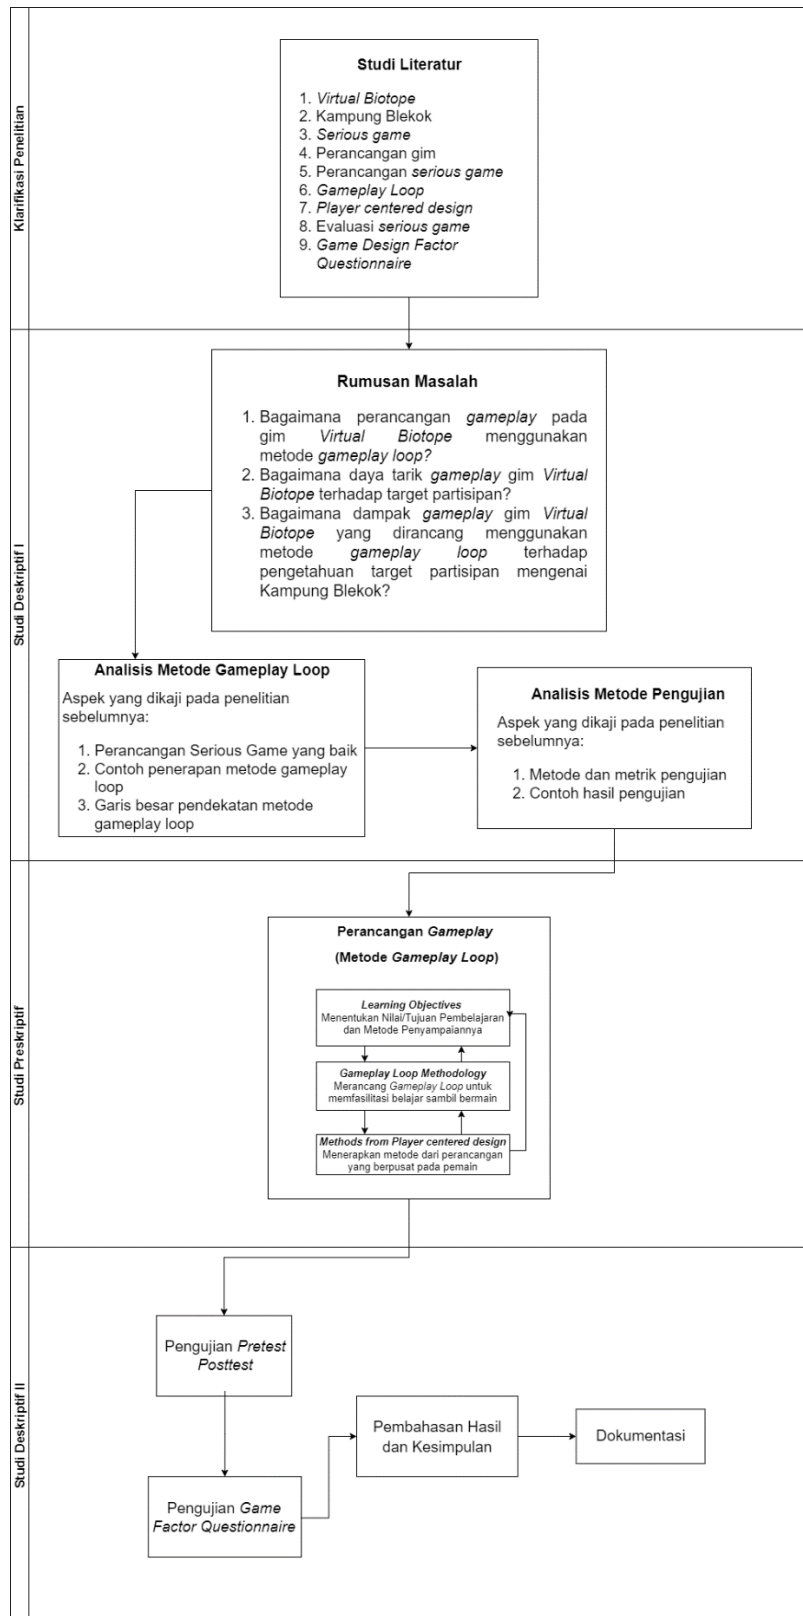 Klarifikasi Penelitian
Studi Literatur
1. Virtual Biotope
2. Kampung Blekok
3. Serious game
4. Perancangan gim
5. Perancangan serious game
6. Gameplay Loop
7. Player centered design
8. Evaluasi serious game
9. Game Design Factor
Questionnaire
Studi Deskriptif I
Rumusan Masalah
1. Bagaimana perancangan gameplay pada
gim Virtual Biotope menggunakan
metode gameplay loop?
2. Bagaimana daya tarik gameplay gim Virtual
Biotope terhadap target partisipan?
3. Bagaimana dampak gameplay gim Virtual
Biotope yang dirancang menggunakan
metode gameplay loop terhadap
pengetahuan target partisipan mengenai
Kampung Blekok?
Analisis Metode Gameplay Loop
Aspek yang dikaji pada penelitian
sebelumnya:
1. Perancangan Serious Game yang baik
2. Contoh penerapan metode gameplay
loop
3. Garis besar pendekatan metode
gameplay loop
Analisis Metode Pengujian
Aspek yang dikaji pada penelitian
sebelumnya:
1. Metode dan metrik pengujian
2. Contoh hasil pengujian
Studi Preskriptif
Perancangan Gameplay
(Metode Gameplay Loop)
Learning Objectives
Menentukan Nilai/Tujuan Pembelajaran
dan Metode Penyampaiannya
Gameplay Loop Methodology
Merancang Gameplay Loop untuk
memfasilitasi belajar sambil bermain
Methods from Player centered design
Menerapkan metode dari perancangan
yang berpusat pada pemain
Studi Deskriptif II
Pengujian Pretest
Posttest
Pengujian Game
Factor Questionnaire
Pembahasan Hasil
dan Kesimpulan
Dokumentasi